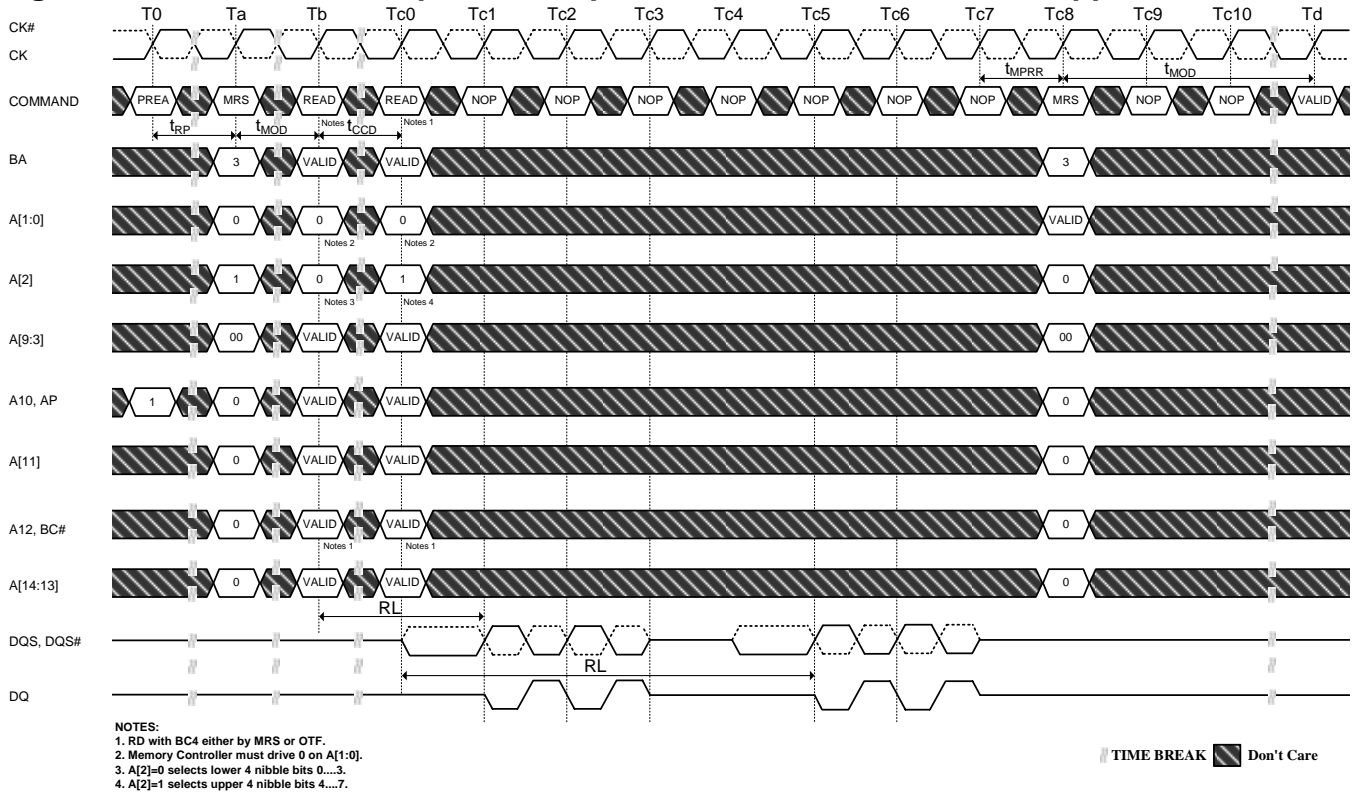 T0 Ta Tb Tc0 Tc1 Tc2 Tc3 Tc4 Tc5 Tc6 Tc7 Tc8 Tc9 Tc10 Td
CK#
CK
tMPRR tMOD
COMMAND PREA MRS READ READ NOP NOP NOP NOP NOP NOP NOP MRS NOP NOP VALID
Notes 1 Notes 1
tRP tMOD tCCD
BA 3 VALID VALID 3
A[1:0] 0 0 0 VALID
Notes 2 Notes 2
A[2] 1 0 1 0
Notes 3 Notes 4
A[9:3] 00 VALID VALID 00
A10, AP 1 0 VALID VALID 0
A[11] 0 VALID VALID 0
A12, BC# 0 VALID VALID 0
Notes 1 Notes 1
A[14:13] 0 VALID VALID 0
RL
DQS, DQS#
RL
DQ
NOTES:
1. RD with BC4 either by MRS or OTF.
2. Memory Controller must drive 0 on A[1:0].
3. A[2]=0 selects lower 4 nibble bits 0....3.
4. A[2]=1 selects upper 4 nibble bits 4....7.
TIME BREAK Don't Care